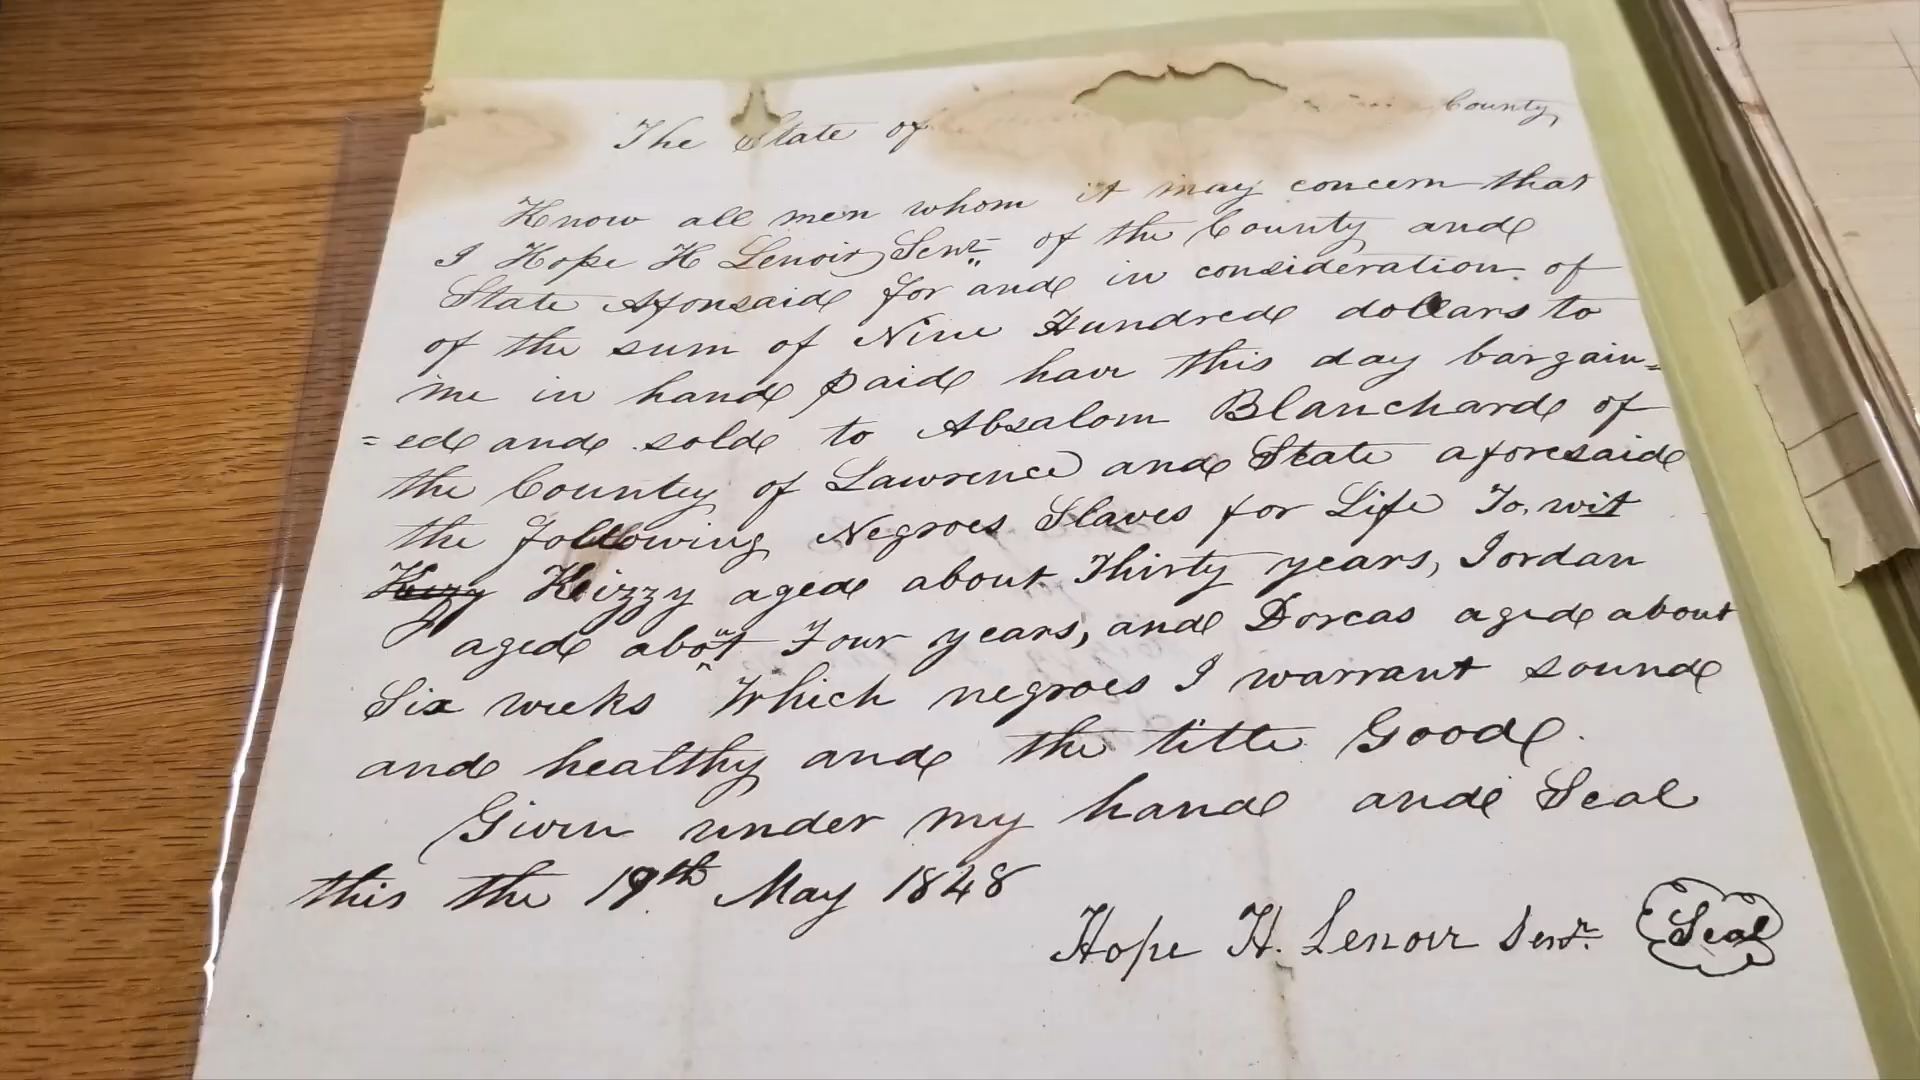 The State of County,
Know all men whom it may concern that
I Hope H Lenoir Senr. of the County and
State Aforsaid for and in consideration of
of the sum of Nine Hundred dollars to
me in hand paid have this day bargain=
=ed and sold to Absalom Blanchard of
the County of Lawrence and State aforesaid
the following Negroes Slaves for Life To, wit
Keizzy aged about Thirty years, Jordan
aged about Four years, and Dorcas aged about
Six weeks Which negroes I warrant sound
and healthy and the title Good.
Given under my hand and Seal
this the 19th May 1848
Hope H. Lenoir Senr. Seal